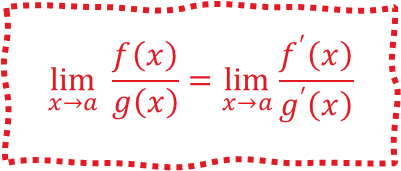 lim x→a f(x)/g(x) = lim x→a f′(x)/g′(x)